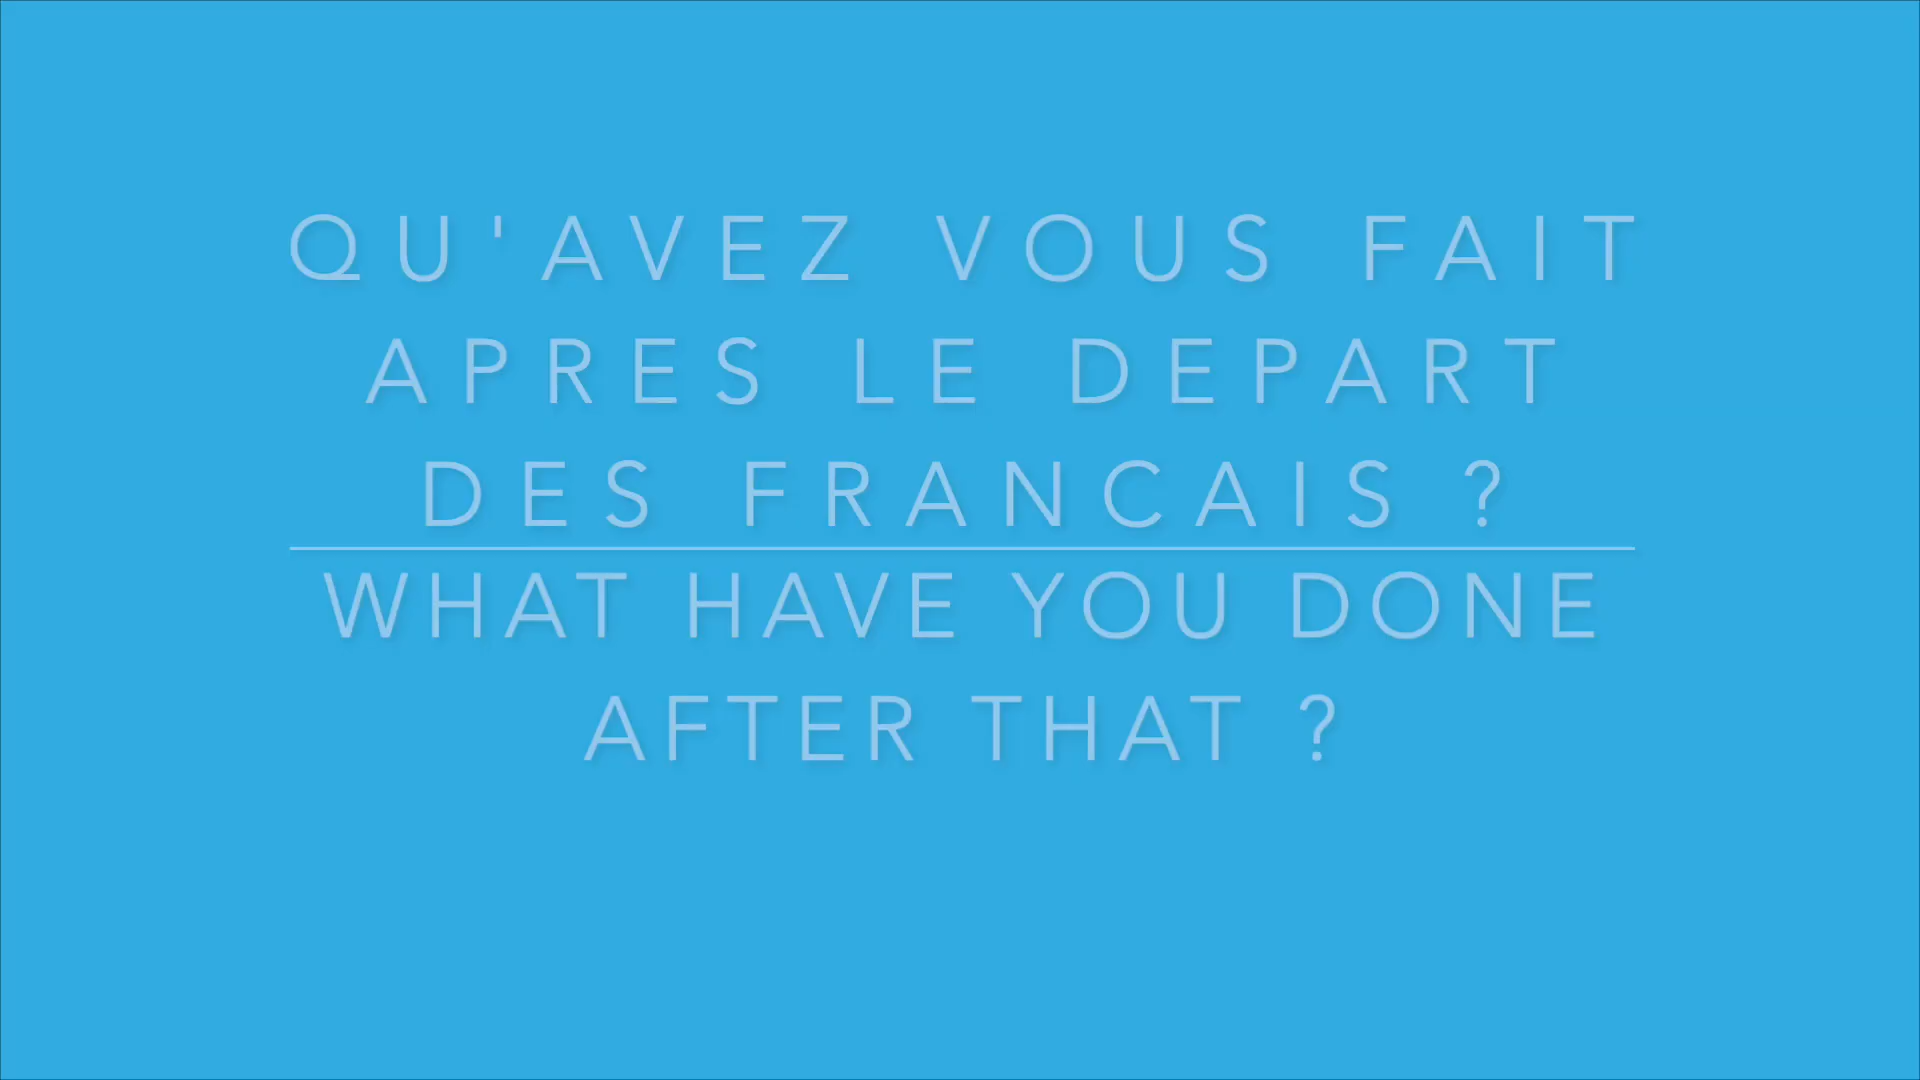 QU'AVEZ VOUS FAIT
APRES LE DEPART
DES FRANCAIS ?
WHAT HAVE YOU DONE
AFTER THAT ?